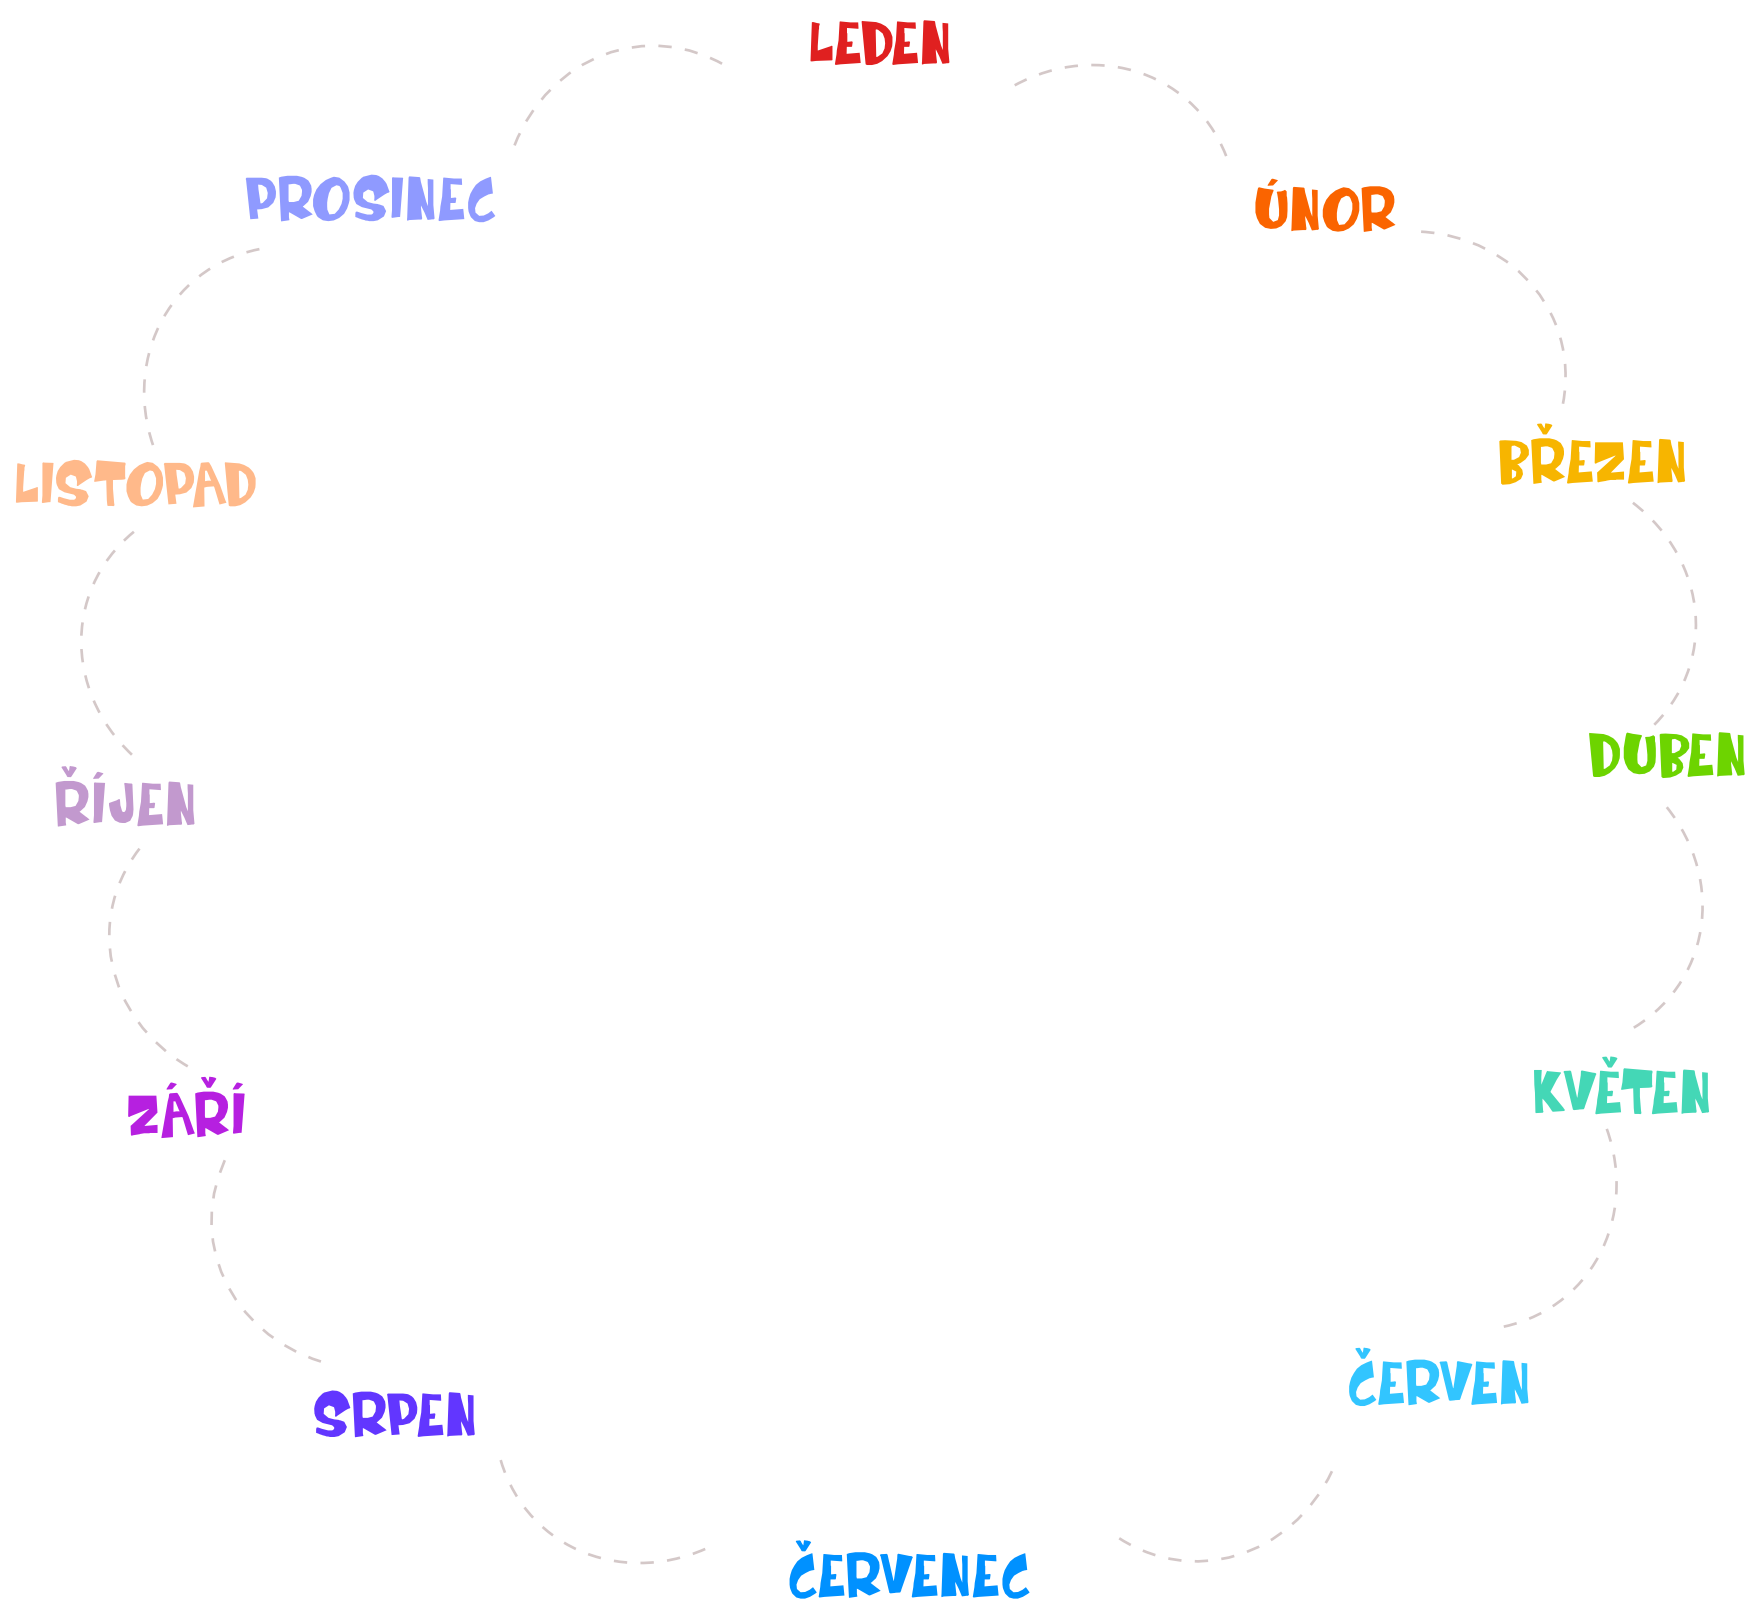 LEDEN
ÚNOR
BŘEZEN
DUBEN
KVĚTEN
ČERVEN
ČERVENEC
SRPEN
ZÁŘÍ
ŘÍJEN
LISTOPAD
PROSINEC